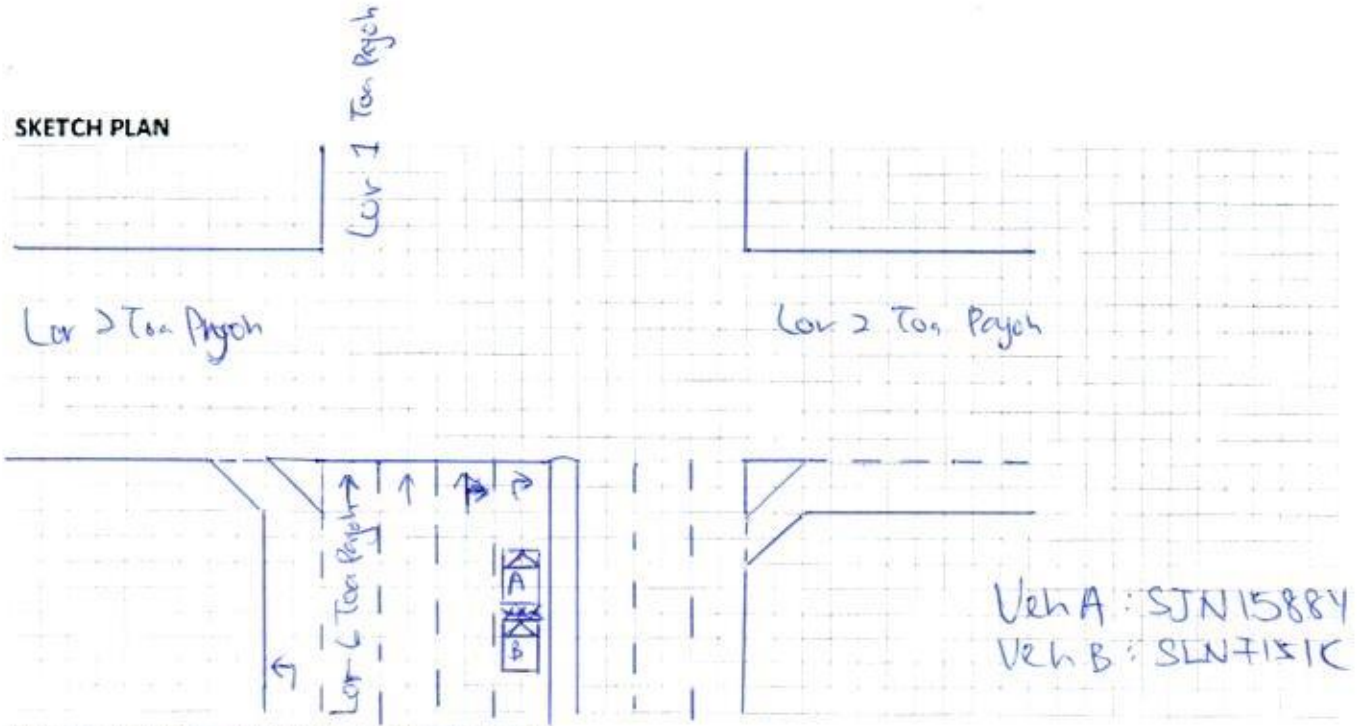 SKETCH PLAN
Lor 1 Toa Payoh
Lor 2 Toa Payoh
Lor 2 Toa Payoh
Lor 6 Toa Payoh
A
B
Veh A : SJN1588Y
Veh B :